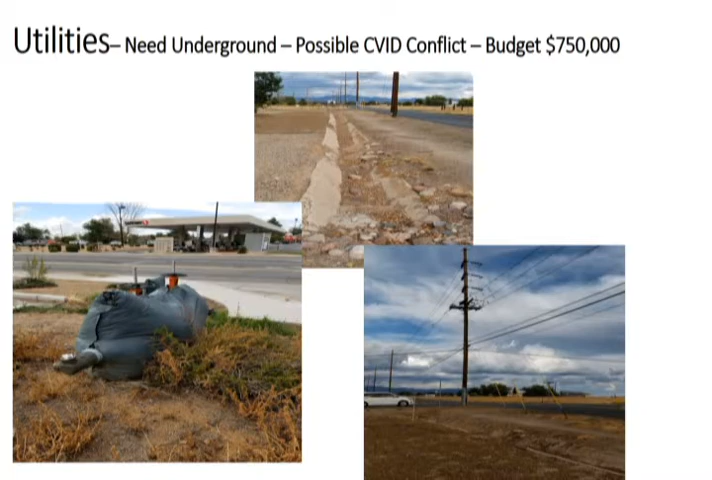 Utilities– Need Underground – Possible CVID Conflict – Budget $750,000